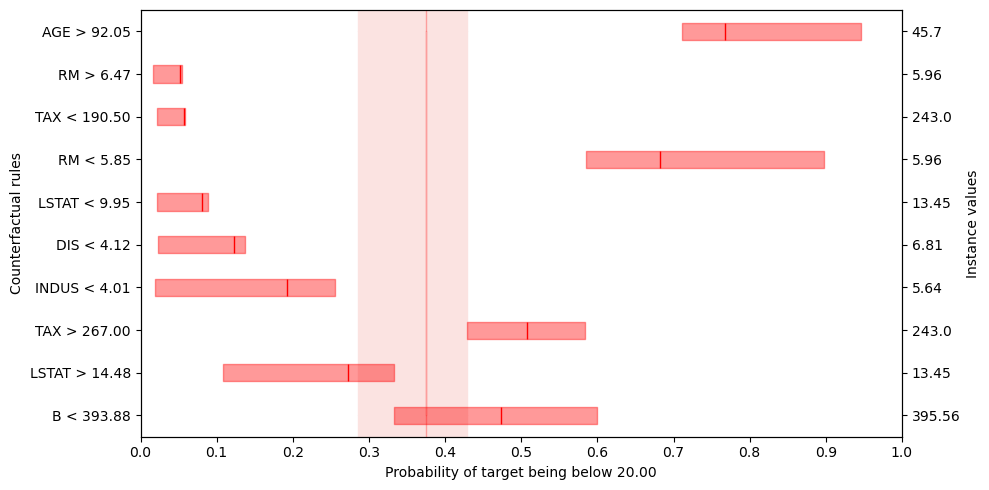 AGE > 92.05 45.7
RM > 6.47 5.96
TAX < 190.50 243.0
RM < 5.85 5.96
LSTAT < 9.95 13.45
DIS < 4.12 6.81
INDUS < 4.01 5.64
TAX > 267.00 243.0
LSTAT > 14.48 13.45
B < 393.88 395.56
Counterfactual rules
Instance values
0.0 0.1 0.2 0.3 0.4 0.5 0.6 0.7 0.8 0.9 1.0
Probability of target being below 20.00